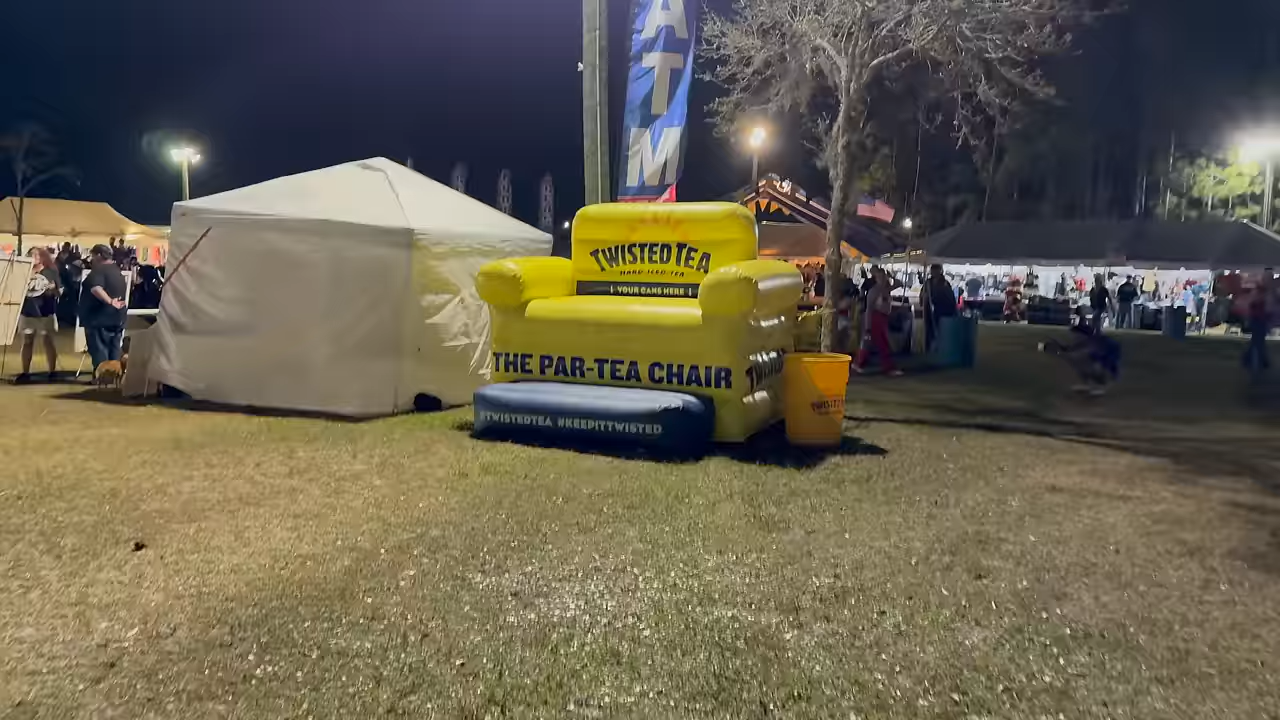 ATM
TWISTED TEA
HARD ICED TEA
YOUR CANS HERE
THE PAR-TEA CHAIR
#TWISTEDTEA #KEEPITTWISTED
TWISTED